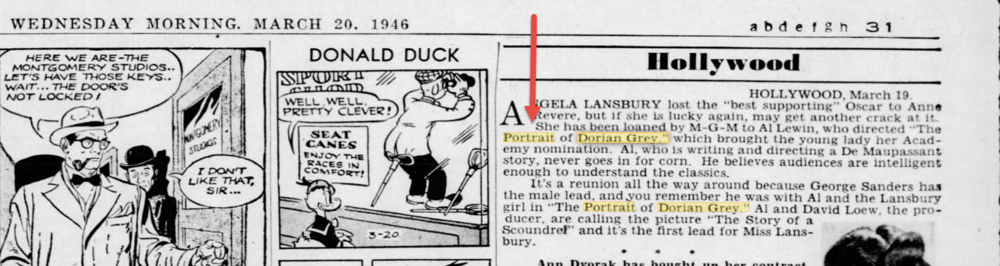 WEDNESDAY MORNING, MARCH 20, 1946
abdefgh 31
HERE WE ARE-THE
MONTGOMERY STUDIOS..
LET'S HAVE THOSE KEYS..
WAIT... THE DOOR'S
NOT LOCKED!
MONTGOMERY
STUDIOS
I DON'T
LIKE THAT,
SIR...
DONALD DUCK
SPORT
SHOP
WELL, WELL,
PRETTY CLEVER!
SEAT
CANES
ENJOY THE
RACES IN
COMFORT!
3-20
Hollywood
HOLLYWOOD, March 19.
ANGELA LANSBURY lost the "best supporting" Oscar to Anne
Revere, but if she is lucky again, may get another crack at it.
She has been loaned by M-G-M to Al Lewin, who directed "The
Portrait of Dorian Grey," which brought the young lady her Acad-
emy nomination. Al, who is writing and directing a De Maupassant
story, never goes in for corn. He believes audiences are intelligent
enough to understand the classics.
It's a reunion all the way around because George Sanders has
the male lead, and you remember he was with Al and the Lansbury
girl in "The Portrait of Dorian Grey." Al and David Loew, the pro-
ducer, are calling the picture "The Story of a
Scoundrel" and it's the first lead for Miss Lans-
bury.
* * *
Ann Dvorak has bought up her contract